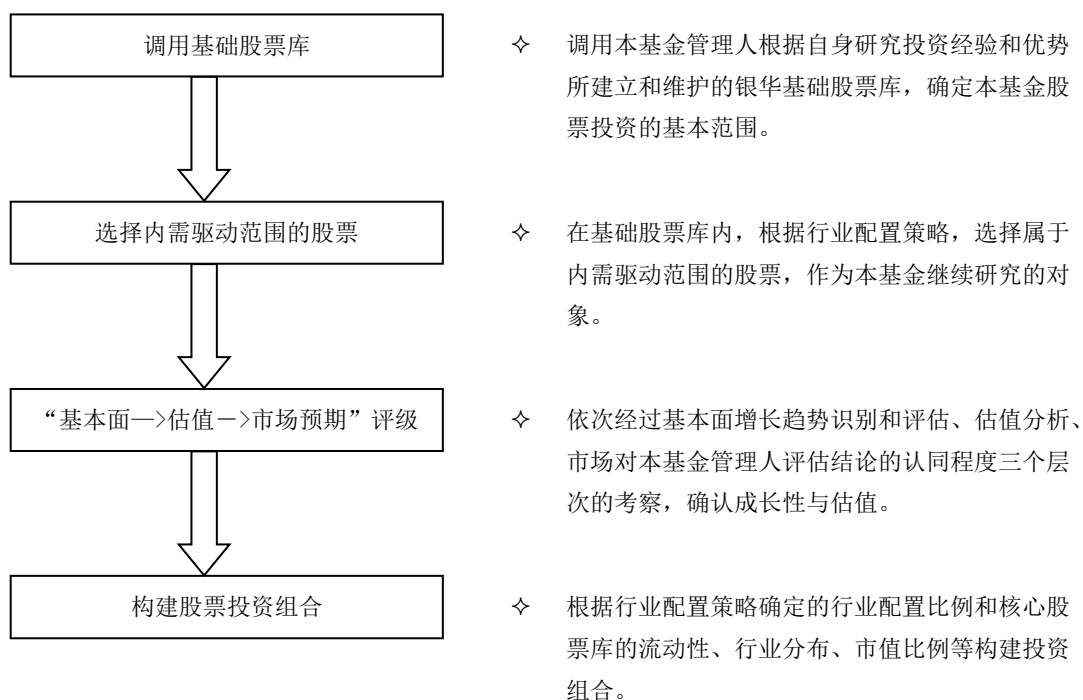 调用基础股票库
✧ 调用本基金管理人根据自身研究投资经验和优势
所建立和维护的银华基础股票库，确定本基金股
票投资的基本范围。
选择内需驱动范围的股票
✧ 在基础股票库内，根据行业配置策略，选择属于
内需驱动范围的股票，作为本基金继续研究的对
象。
“基本面—>估值－>市场预期”评级
✧ 依次经过基本面增长趋势识别和评估、估值分析、
市场对本基金管理人评估结论的认同程度三个层
次的考察，确认成长性与估值。
构建股票投资组合
✧ 根据行业配置策略确定的行业配置比例和核心股
票库的流动性、行业分布、市值比例等构建投资
组合。